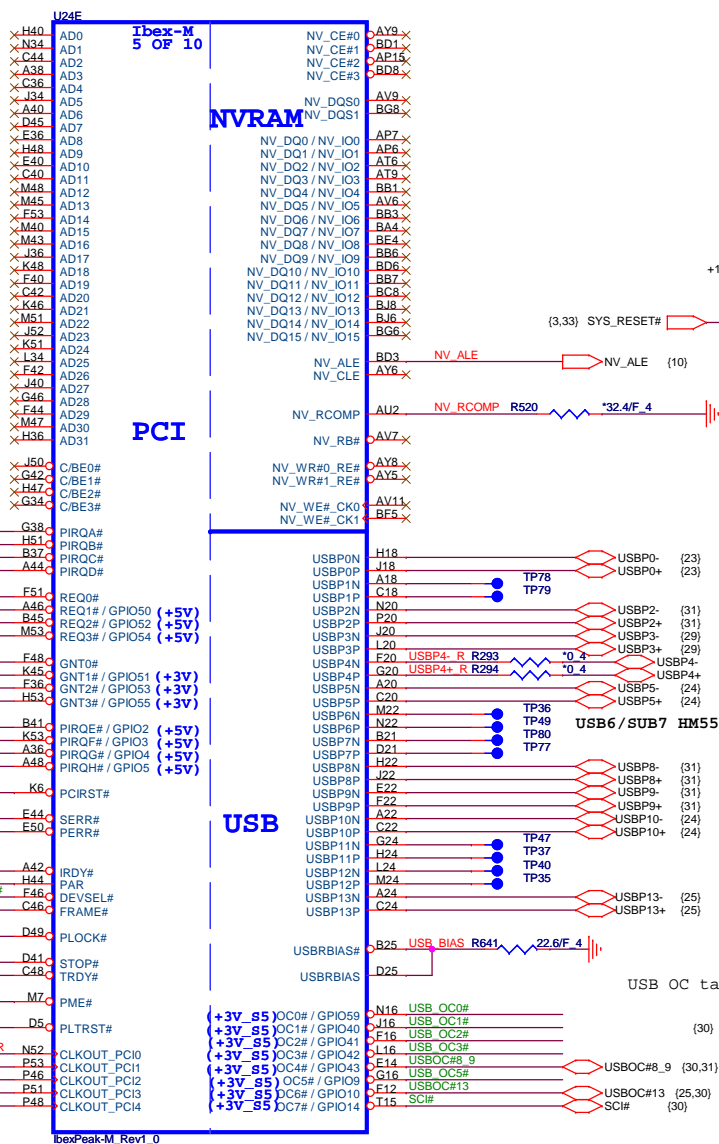 U24E
Ibex-M
5 OF 10
PCI
NVRAM
USB
H40 AD0
N34 AD1
C44 AD2
A38 AD3
C36 AD4
J34 AD5
A40 AD6
D45 AD7
E36 AD8
H48 AD9
E40 AD10
C40 AD11
M48 AD12
M45 AD13
F53 AD14
M40 AD15
M43 AD16
J36 AD17
K48 AD18
F40 AD19
C42 AD20
K46 AD21
M51 AD22
J52 AD23
K51 AD24
L34 AD25
F42 AD26
J40 AD27
G46 AD28
F44 AD29
M47 AD30
H36 AD31
J50 C/BE0#
G42 C/BE1#
H47 C/BE2#
G34 C/BE3#
G38 PIRQA#
H51 PIRQB#
B37 PIRQC#
A44 PIRQD#
F51 REQ0#
A46 REQ1# / GPIO50 (+5V)
B45 REQ2# / GPIO52 (+5V)
M53 REQ3# / GPIO54 (+5V)
F48 GNT0#
K45 GNT1# / GPIO51 (+3V)
F36 GNT2# / GPIO53 (+3V)
H53 GNT3# / GPIO55 (+3V)
B41 PIRQE# / GPIO2 (+5V)
K53 PIRQF# / GPIO3 (+5V)
A36 PIRQG# / GPIO4 (+5V)
A48 PIRQH# / GPIO5 (+5V)
K6 PCIRST#
E44 SERR#
E50 PERR#
A42 IRDY#
H44 PAR
F46 DEVSEL#
C46 FRAME#
D49 PLOCK#
D41 STOP#
C48 TRDY#
M7 PME#
D5 PLTRST#
N52 CLKOUT_PCI0
P53 CLKOUT_PCI1
P46 CLKOUT_PCI2
P51 CLKOUT_PCI3
P48 CLKOUT_PCI4
NV_CE#0 AY9
NV_CE#1 BD1
NV_CE#2 AP15
NV_CE#3 BD8
NV_DQS0 AV9
NV_DQS1 BG8
NV_DQ0 / NV_IO0 AP7
NV_DQ1 / NV_IO1 AP6
NV_DQ2 / NV_IO2 AT6
NV_DQ3 / NV_IO3 AT9
NV_DQ4 / NV_IO4 BB1
NV_DQ5 / NV_IO5 AV6
NV_DQ6 / NV_IO6 BB3
NV_DQ7 / NV_IO7 BA4
NV_DQ8 / NV_IO8 BE4
NV_DQ9 / NV_IO9 BB6
NV_DQ10 / NV_IO10 BD6
NV_DQ11 / NV_IO11 BB7
NV_DQ12 / NV_IO12 BC8
NV_DQ13 / NV_IO13 BJ8
NV_DQ14 / NV_IO14 BJ6
NV_DQ15 / NV_IO15 BG6
+1
{3,33} SYS_RESET#
NV_ALE BD3 NV_ALE NV_ALE {10}
NV_CLE AY6
NV_RCOMP AU2 NV_RCOMP R520 *32.4/F_4
NV_RB# AV7
NV_WR#0_RE# AY8
NV_WR#1_RE# AY5
NV_WE#_CK0 AV11
NV_WE#_CK1 BF5
USBP0N H18 USBP0- {23}
USBP0P J18 USBP0+ {23}
USBP1N A18 TP78
USBP1P C18 TP79
USBP2N N20 USBP2- {31}
USBP2P P20 USBP2+ {31}
USBP3N J20 USBP3- {29}
USBP3P L20 USBP3+ {29}
USBP4N F20 USBP4-_R R293 *0_4 USBP4-
USBP4P G20 USBP4+_R R294 *0_4 USBP4+
USBP5N A20 USBP5- {24}
USBP5P C20 USBP5+ {24}
USBP6N M22 TP36
USBP6P N22 TP49
USB6/SUB7 HM55
USBP7N B21 TP80
USBP7P D21 TP77
USBP8N H22 USBP8- {31}
USBP8P J22 USBP8+ {31}
USBP9N E22 USBP9- {31}
USBP9P F22 USBP9+ {31}
USBP10N A22 USBP10- {24}
USBP10P C22 USBP10+ {24}
USBP11N G24 TP47
USBP11P H24 TP37
USBP12N L24 TP40
USBP12P M24 TP35
USBP13N A24 USBP13- {25}
USBP13P C24 USBP13+ {25}
USBRBIAS# B25 USB_BIAS R641 22.6/F_4
USBRBIAS D25
USB OC ta
(+3V_S5) OC0# / GPIO59 N16 USB_OC0#
(+3V_S5) OC1# / GPIO40 J16 USB_OC1# {30}
(+3V_S5) OC2# / GPIO41 F16 USB_OC2#
(+3V_S5) OC3# / GPIO42 L16 USB_OC3#
(+3V_S5) OC4# / GPIO43 E14 USBOC#8_9 USBOC#8_9 {30,31}
(+3V_S5) OC5# / GPIO9 G16 USB_OC5#
(+3V_S5) OC6# / GPIO10 F12 USBOC#13 USBOC#13 {25,30}
(+3V_S5) OC7# / GPIO14 T15 SCI# SCI# {30}
IbexPeak-M_Rev1_0